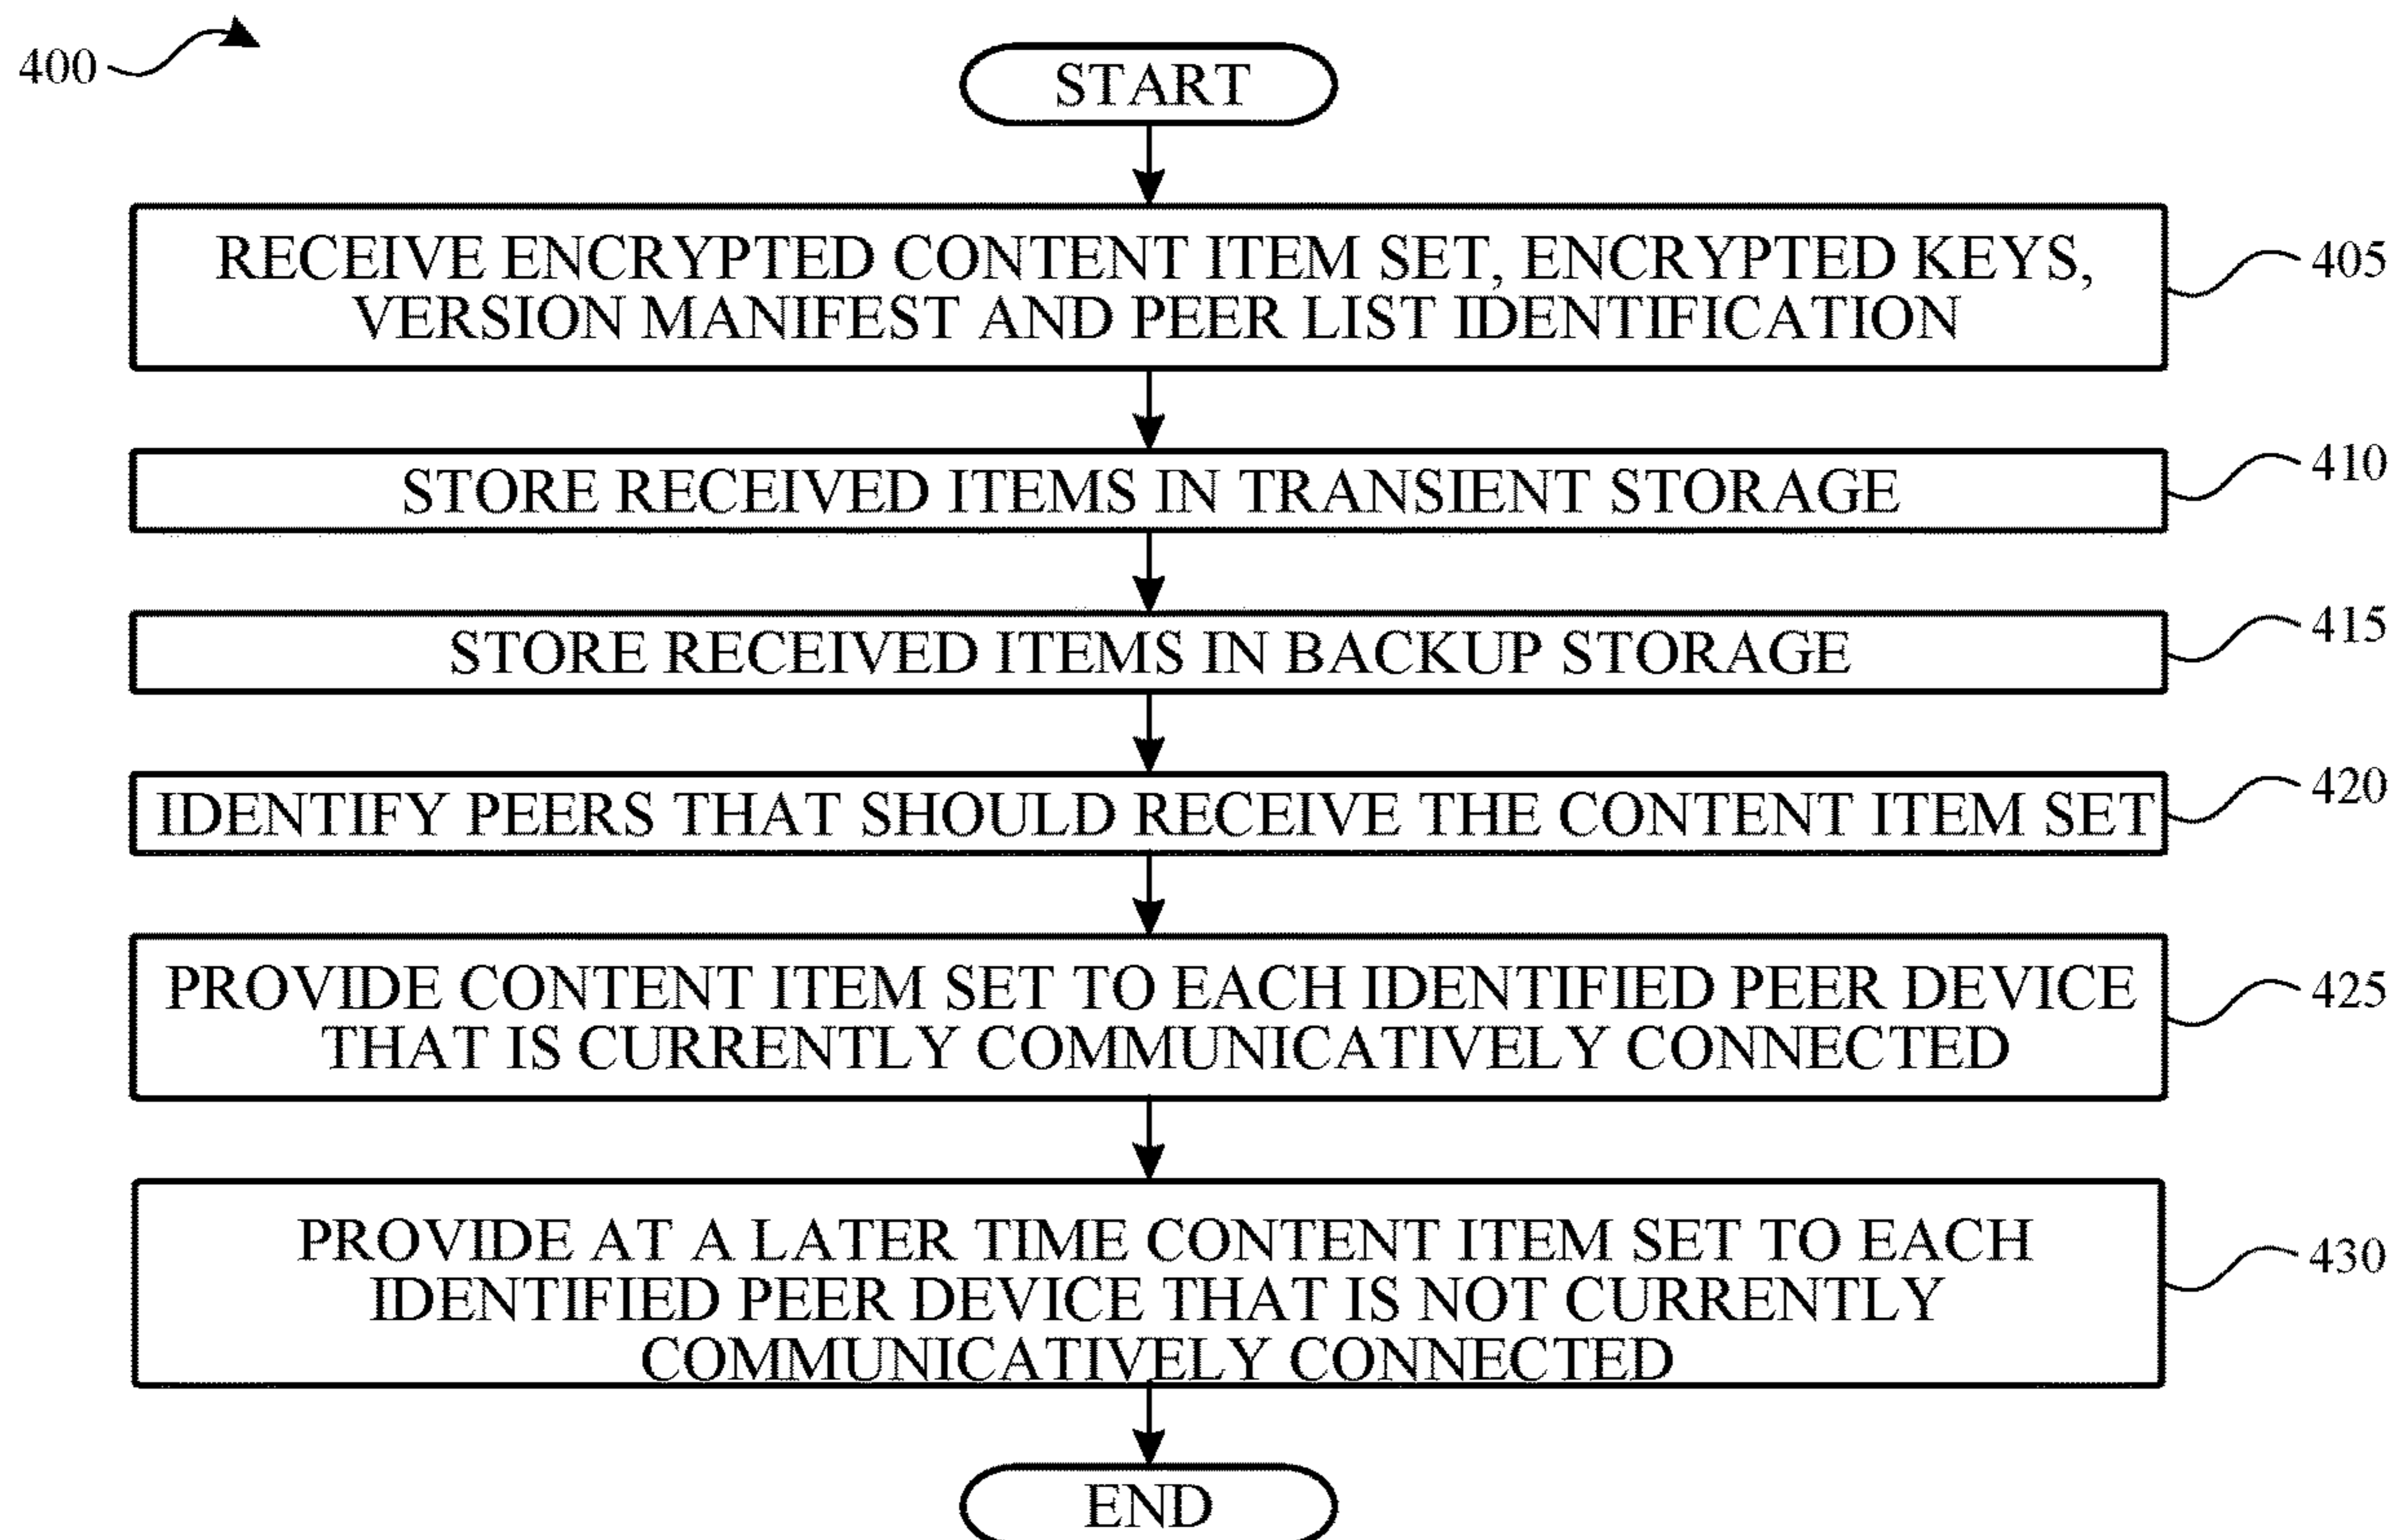 400
START
RECEIVE ENCRYPTED CONTENT ITEM SET, ENCRYPTED KEYS,
VERSION MANIFEST AND PEER LIST IDENTIFICATION
405
STORE RECEIVED ITEMS IN TRANSIENT STORAGE
410
STORE RECEIVED ITEMS IN BACKUP STORAGE
415
IDENTIFY PEERS THAT SHOULD RECEIVE THE CONTENT ITEM SET
420
PROVIDE CONTENT ITEM SET TO EACH IDENTIFIED PEER DEVICE
THAT IS CURRENTLY COMMUNICATIVELY CONNECTED
425
PROVIDE AT A LATER TIME CONTENT ITEM SET TO EACH
IDENTIFIED PEER DEVICE THAT IS NOT CURRENTLY
COMMUNICATIVELY CONNECTED
430
END